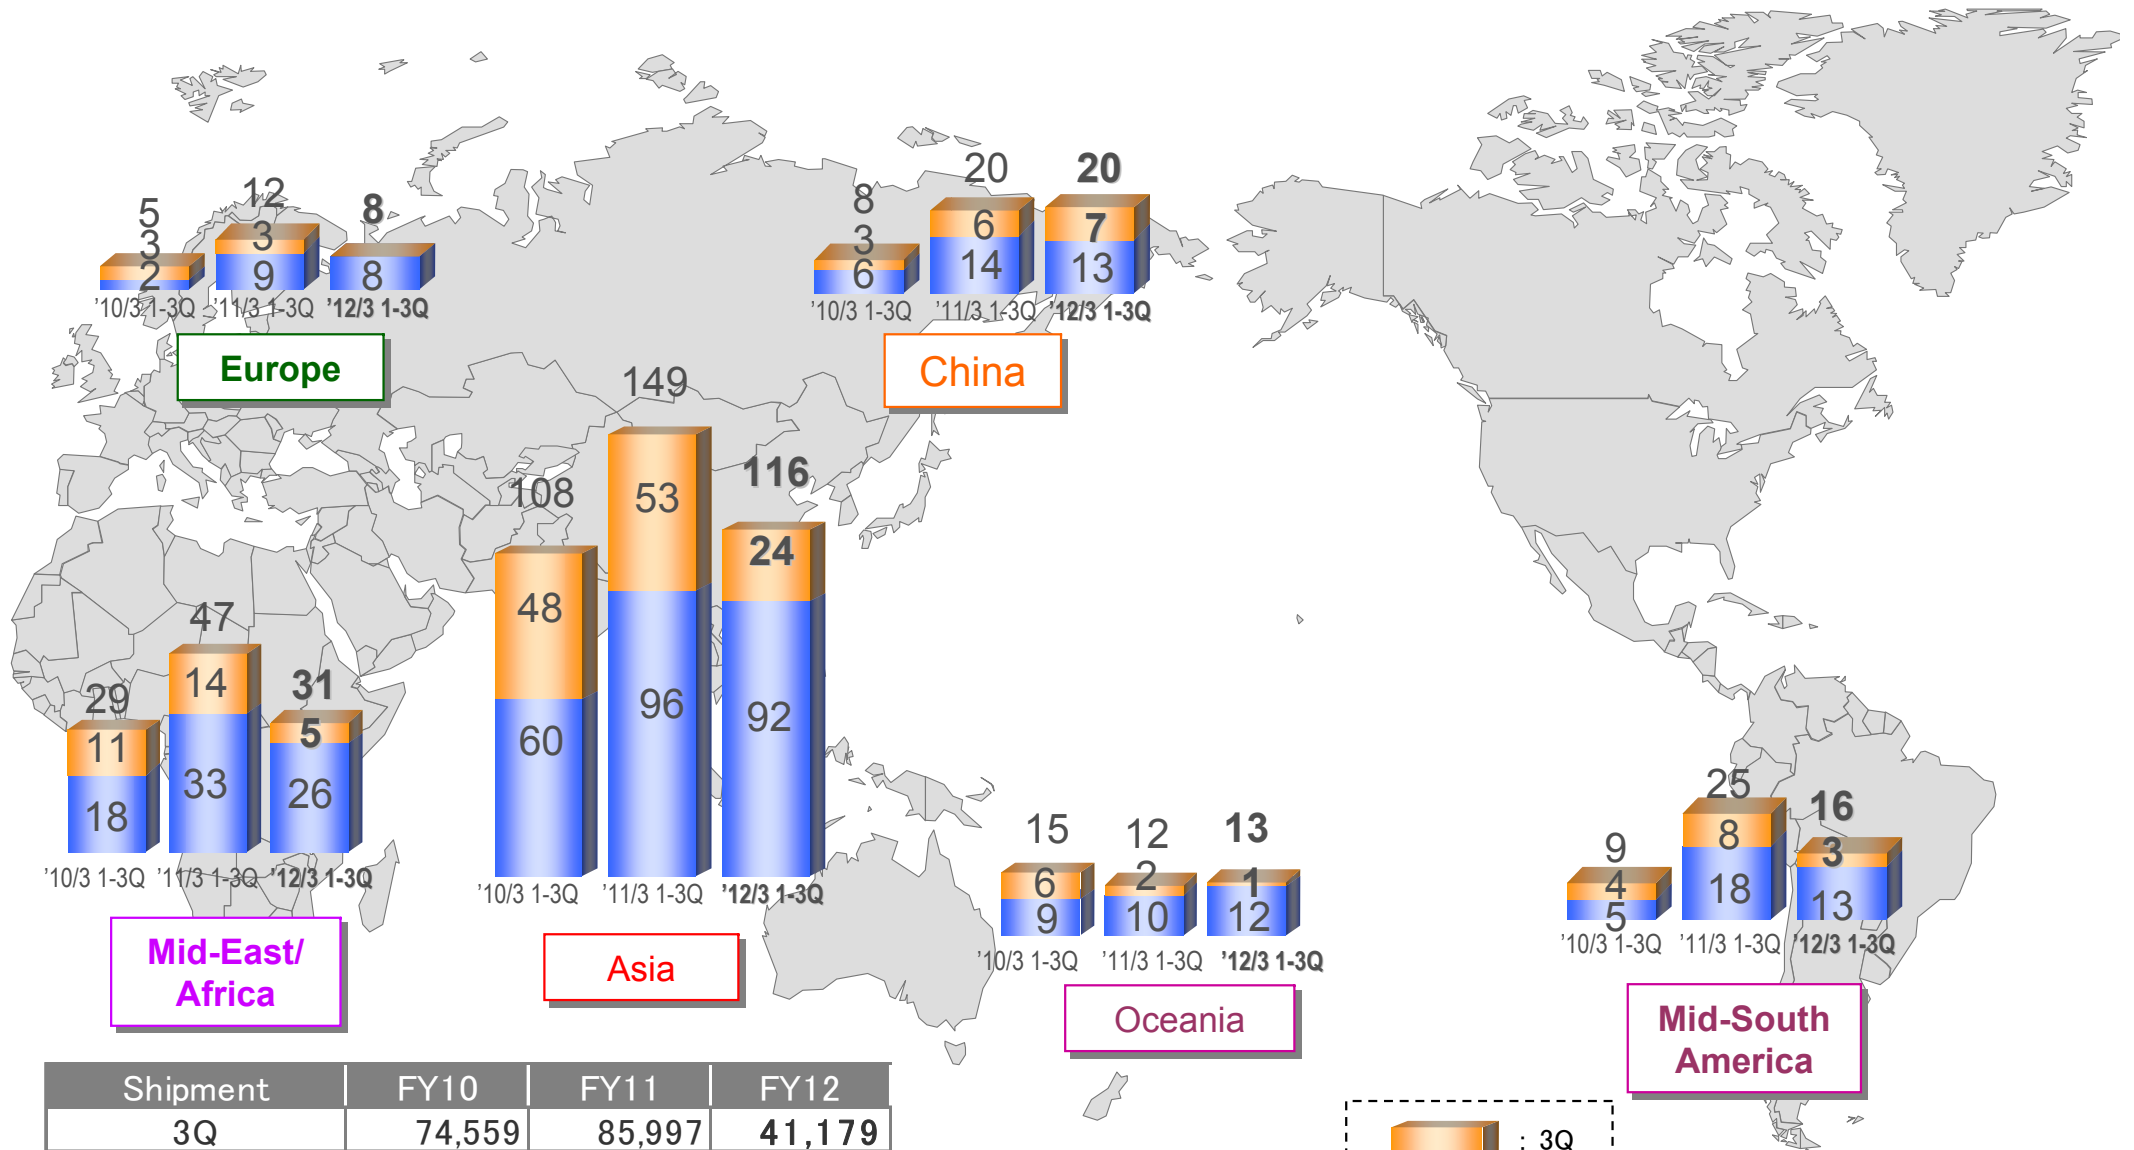 5
3
2
12
3
9
8
8
'10/3 1-3Q
'11/3 1-3Q
'12/3 1-3Q
Europe
8
3
6
20
6
14
20
7
13
'10/3 1-3Q
'11/3 1-3Q
'12/3 1-3Q
China
29
11
18
47
14
33
31
5
26
'10/3 1-3Q
'11/3 1-3Q
'12/3 1-3Q
Mid-East/
Africa
108
48
60
149
53
96
116
24
92
'10/3 1-3Q
'11/3 1-3Q
'12/3 1-3Q
Asia
15
6
9
12
2
10
13
1
12
'10/3 1-3Q
'11/3 1-3Q
'12/3 1-3Q
Oceania
9
4
5
25
8
18
16
3
13
'10/3 1-3Q
'11/3 1-3Q
'12/3 1-3Q
Mid-South
America
Shipment FY10 FY11 FY12
3Q 74,559 85,997 41,179
: 3Q